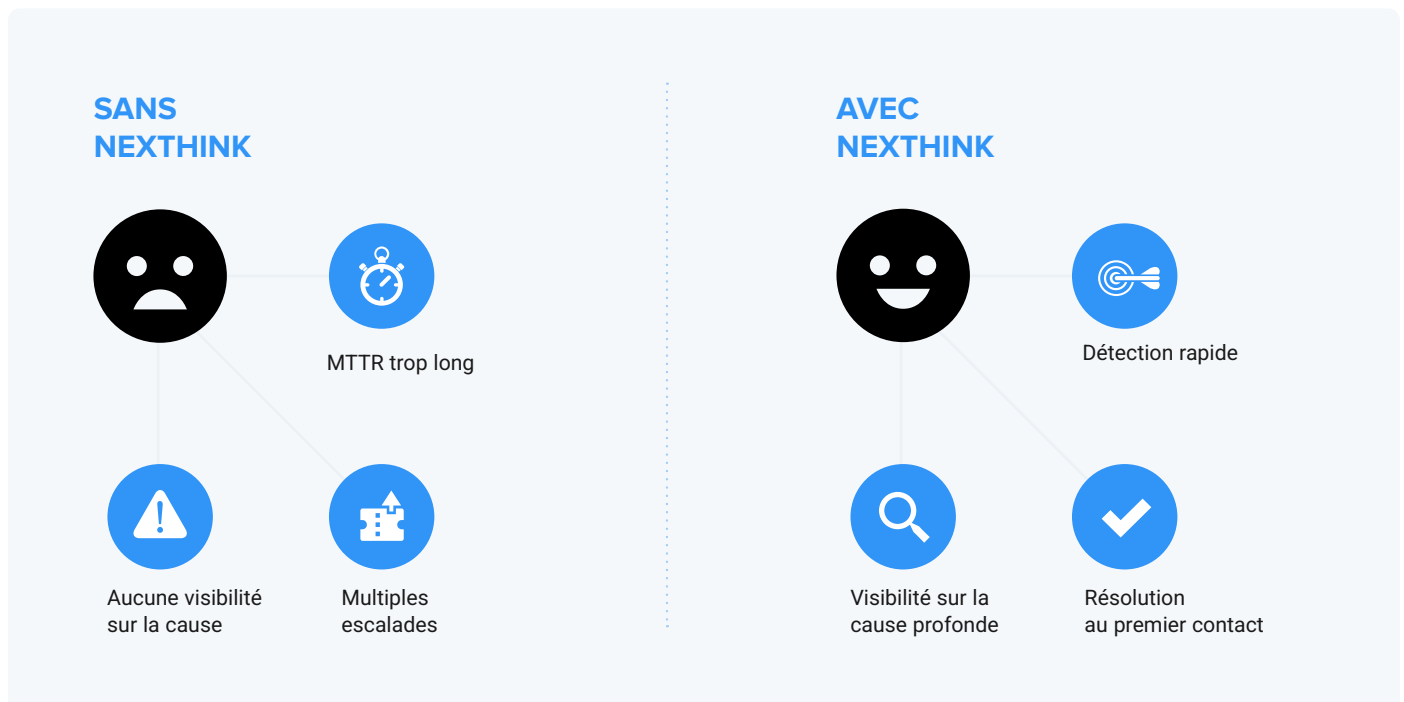 SANS
NEXTHINK
MTTR trop long
Aucune visibilité
sur la cause
Multiples
escalades
AVEC
NEXTHINK
Détection rapide
Visibilité sur la
cause profonde
Résolution
au premier contact